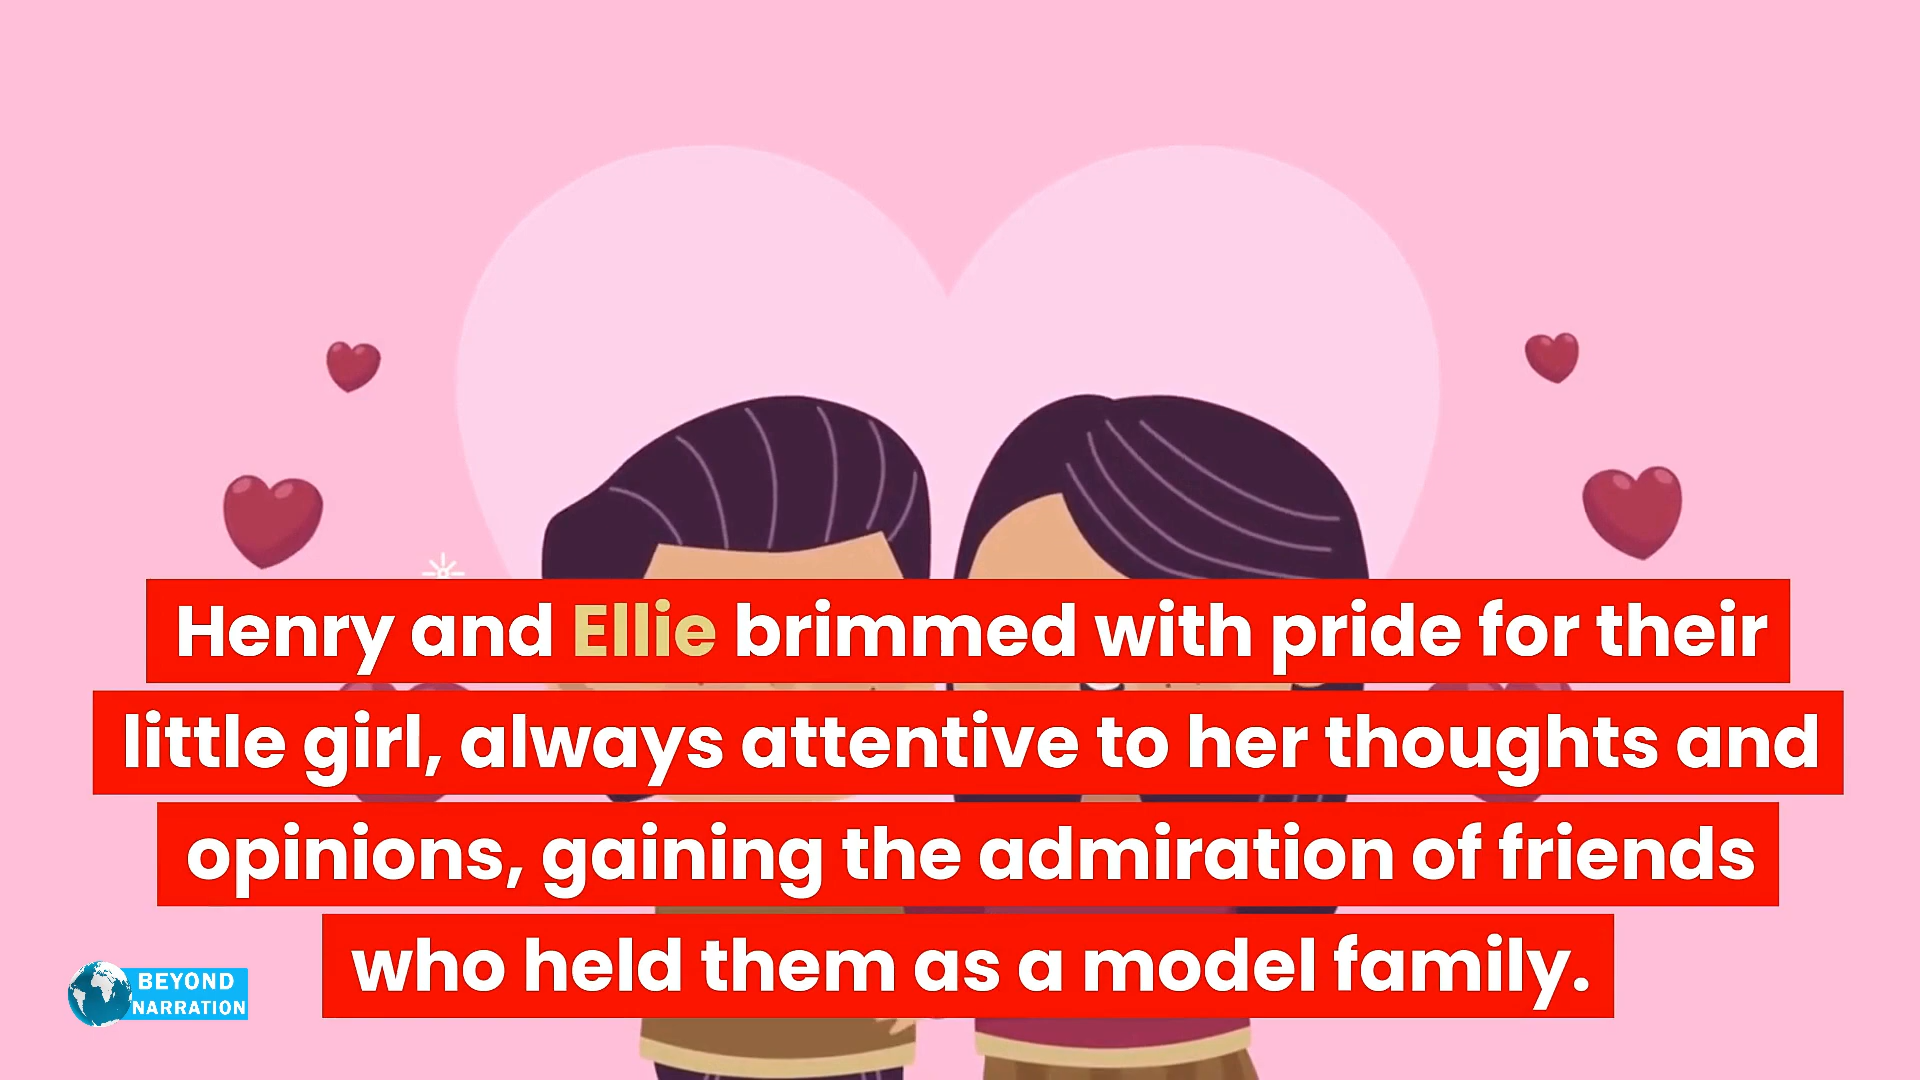 Henry and Ellie brimmed with pride for their
little girl, always attentive to her thoughts and
opinions, gaining the admiration of friends
who held them as a model family.
BEYOND
NARRATION